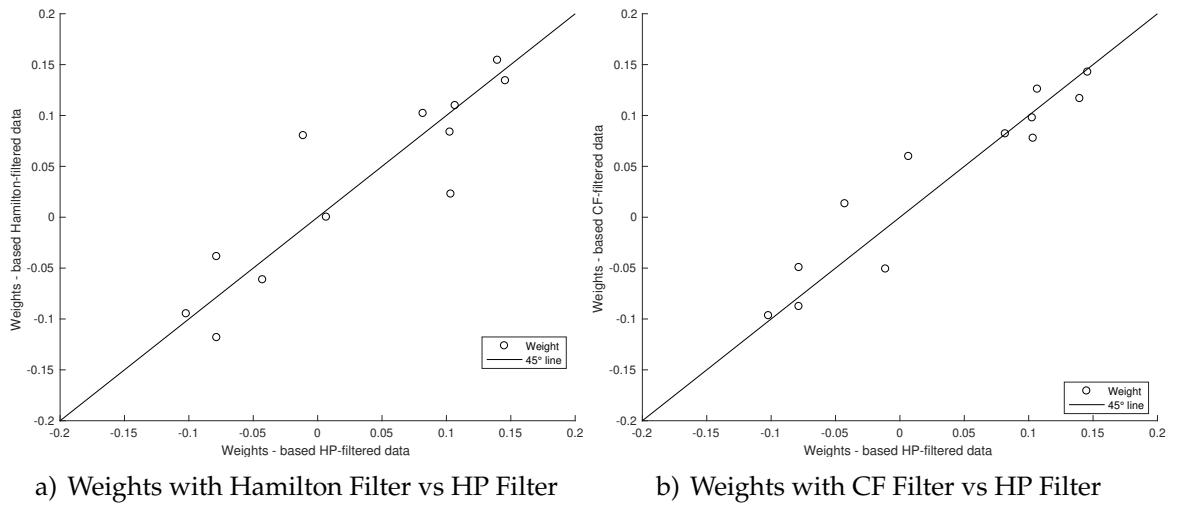 0.2
0.15
0.1
0.05
0
-0.05
-0.1
-0.15
-0.2
Weights - based Hamilton-filtered data
-0.2 -0.15 -0.1 -0.05 0 0.05 0.1 0.15 0.2
Weights - based HP-filtered data
Weight
45° line
a) Weights with Hamilton Filter vs HP Filter
0.2
0.15
0.1
0.05
0
-0.05
-0.1
-0.15
-0.2
Weights - based CF-filtered data
-0.2 -0.15 -0.1 -0.05 0 0.05 0.1 0.15 0.2
Weights - based HP-filtered data
Weight
45° line
b) Weights with CF Filter vs HP Filter